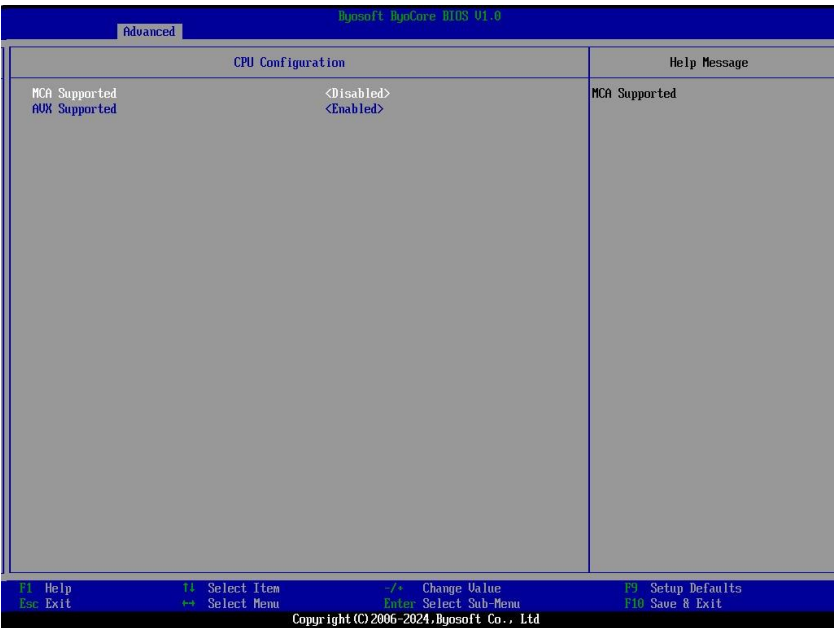 Byosoft ByoCore BIOS V1.0
Advanced
CPU Configuration
Help Message
MCA Supported <Disabled>
AVX Supported <Enabled>
MCA Supported
F1 Help ↑↓ Select Item -/+ Change Value F9 Setup Defaults
Esc Exit ↔ Select Menu Enter Select Sub-Menu F10 Save & Exit
Copyright(C)2006-2024,Byosoft Co., Ltd